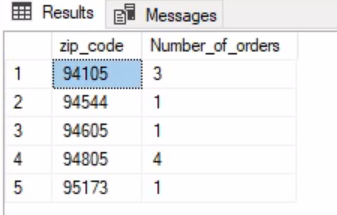 Results Messages
zip_code Number_of_orders
1 94105 3
2 94544 1
3 94605 1
4 94805 4
5 95173 1